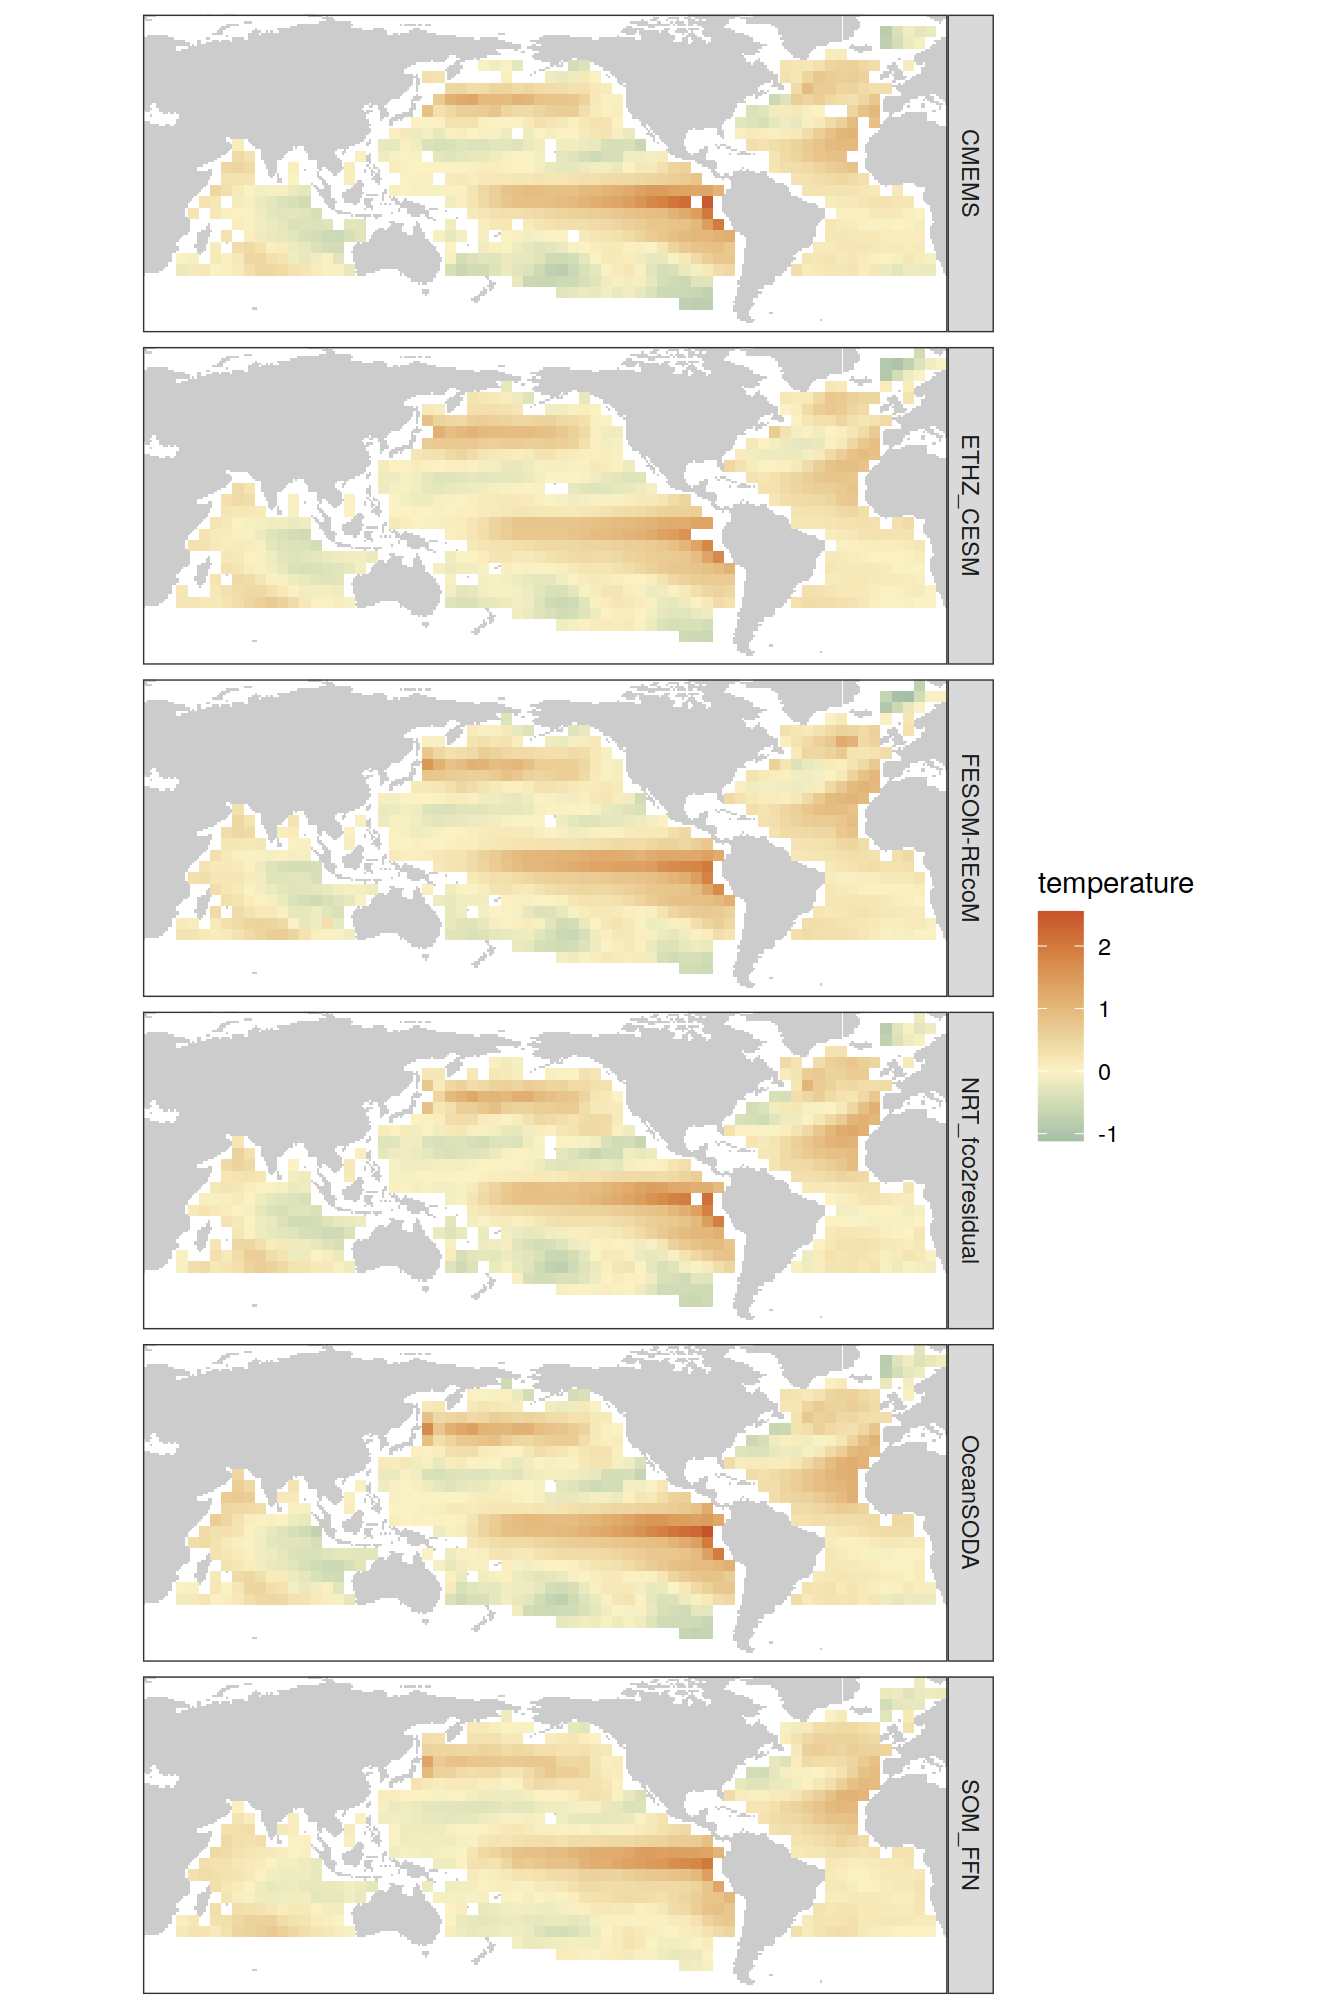 CMEMS
ETHZ_CESM
FESOM-REcoM
NRT_fco2residual
OceanSODA
SOM_FFN
temperature
2
1
0
-1